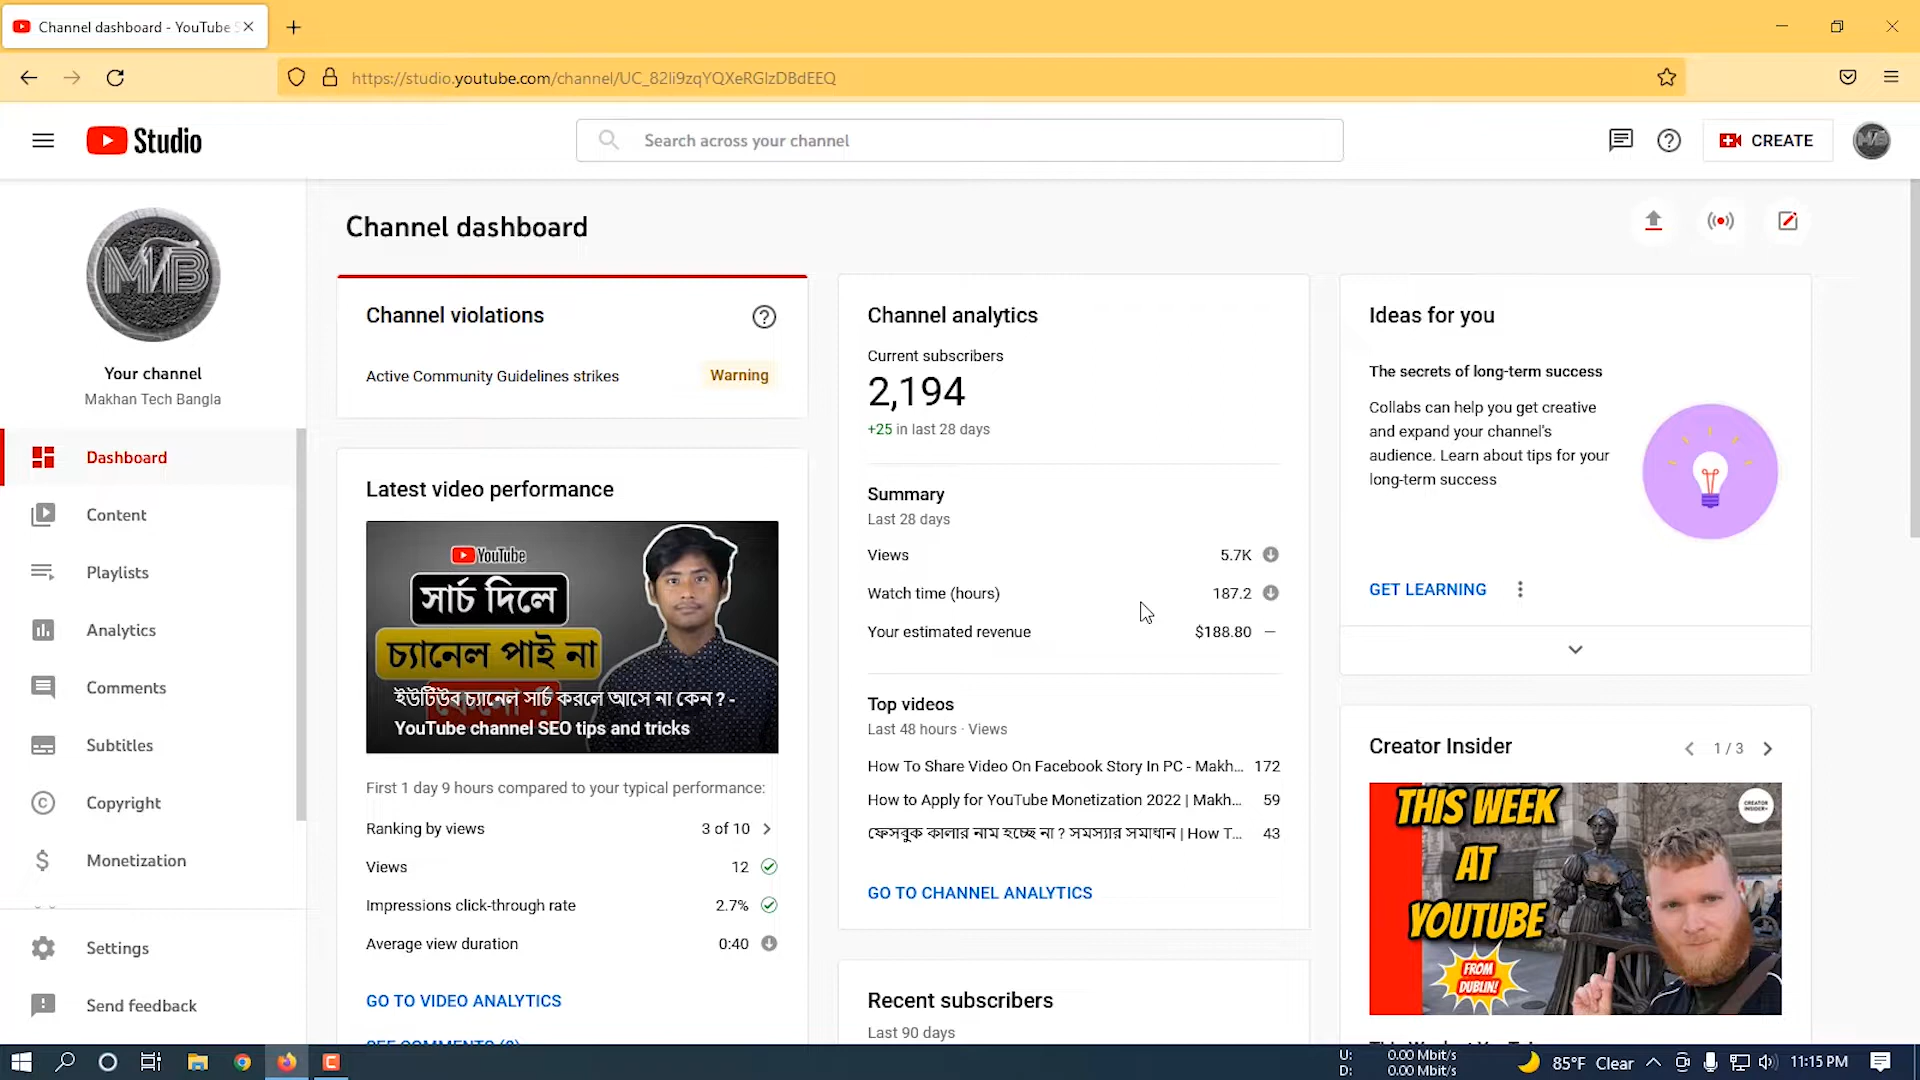 Channel dashboard - YouTube S
https://studio.youtube.com/channel/UC_82Ii9zqYQXeRGIzDBdEEQ
Studio
Search across your channel
CREATE
MTB
Your channel
Makhan Tech Bangla
Dashboard
Content
Playlists
Analytics
Comments
Subtitles
Copyright
Monetization
Settings
Send feedback
Channel dashboard
Channel violations
Active Community Guidelines strikes
Warning
Latest video performance
YouTube
সার্চ দিলে
চ্যানেল পাই না
ইউটিউব চ্যানেল সার্চ করলে আসে না কেন ? -
YouTube channel SEO tips and tricks
First 1 day 9 hours compared to your typical performance:
Ranking by views 3 of 10
Views 12
Impressions click-through rate 2.7%
Average view duration 0:40
GO TO VIDEO ANALYTICS
Channel analytics
Current subscribers
2,194
+25 in last 28 days
Summary
Last 28 days
Views 5.7K
Watch time (hours) 187.2
Your estimated revenue $188.80 —
Top videos
Last 48 hours · Views
How To Share Video On Facebook Story In PC - Makh... 172
How to Apply for YouTube Monetization 2022 | Makh... 59
ফেসবুক কালার নাম হচ্ছে না ? সমস্যার সমাধান | How T... 43
GO TO CHANNEL ANALYTICS
Recent subscribers
Last 90 days
Ideas for you
The secrets of long-term success
Collabs can help you get creative
and expand your channel's
audience. Learn about tips for your
long-term success
GET LEARNING
Creator Insider
1 / 3
THIS WEEK
AT
YOUTUBE
FROM
DUBLIN!
CREATOR
INSIDER
U: 0.00 Mbit/s
D: 0.00 Mbit/s
85°F Clear
11:15 PM